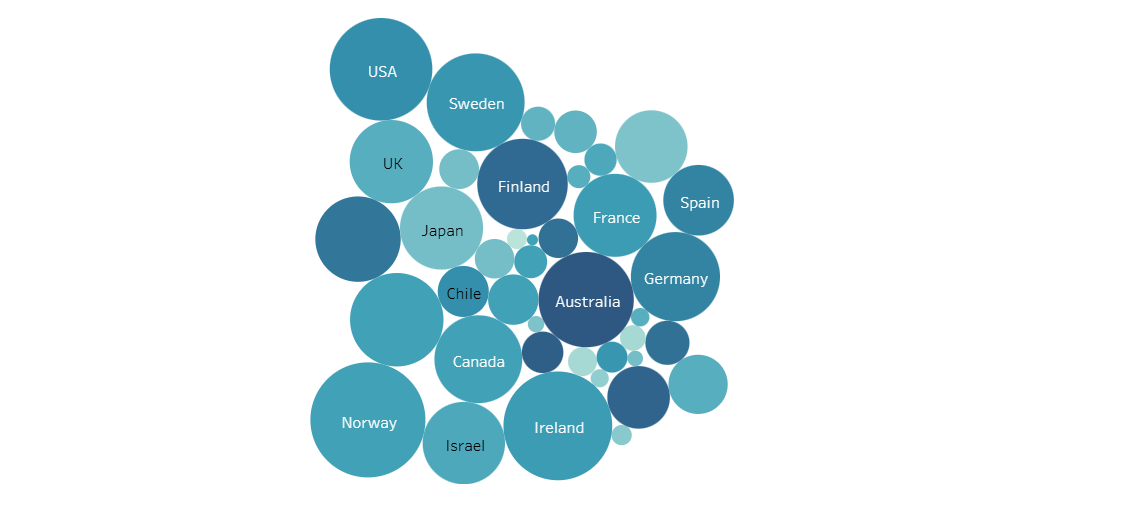 USA
Sweden
UK
Finland
Spain
France
Japan
Germany
Chile
Australia
Canada
Norway
Ireland
Israel